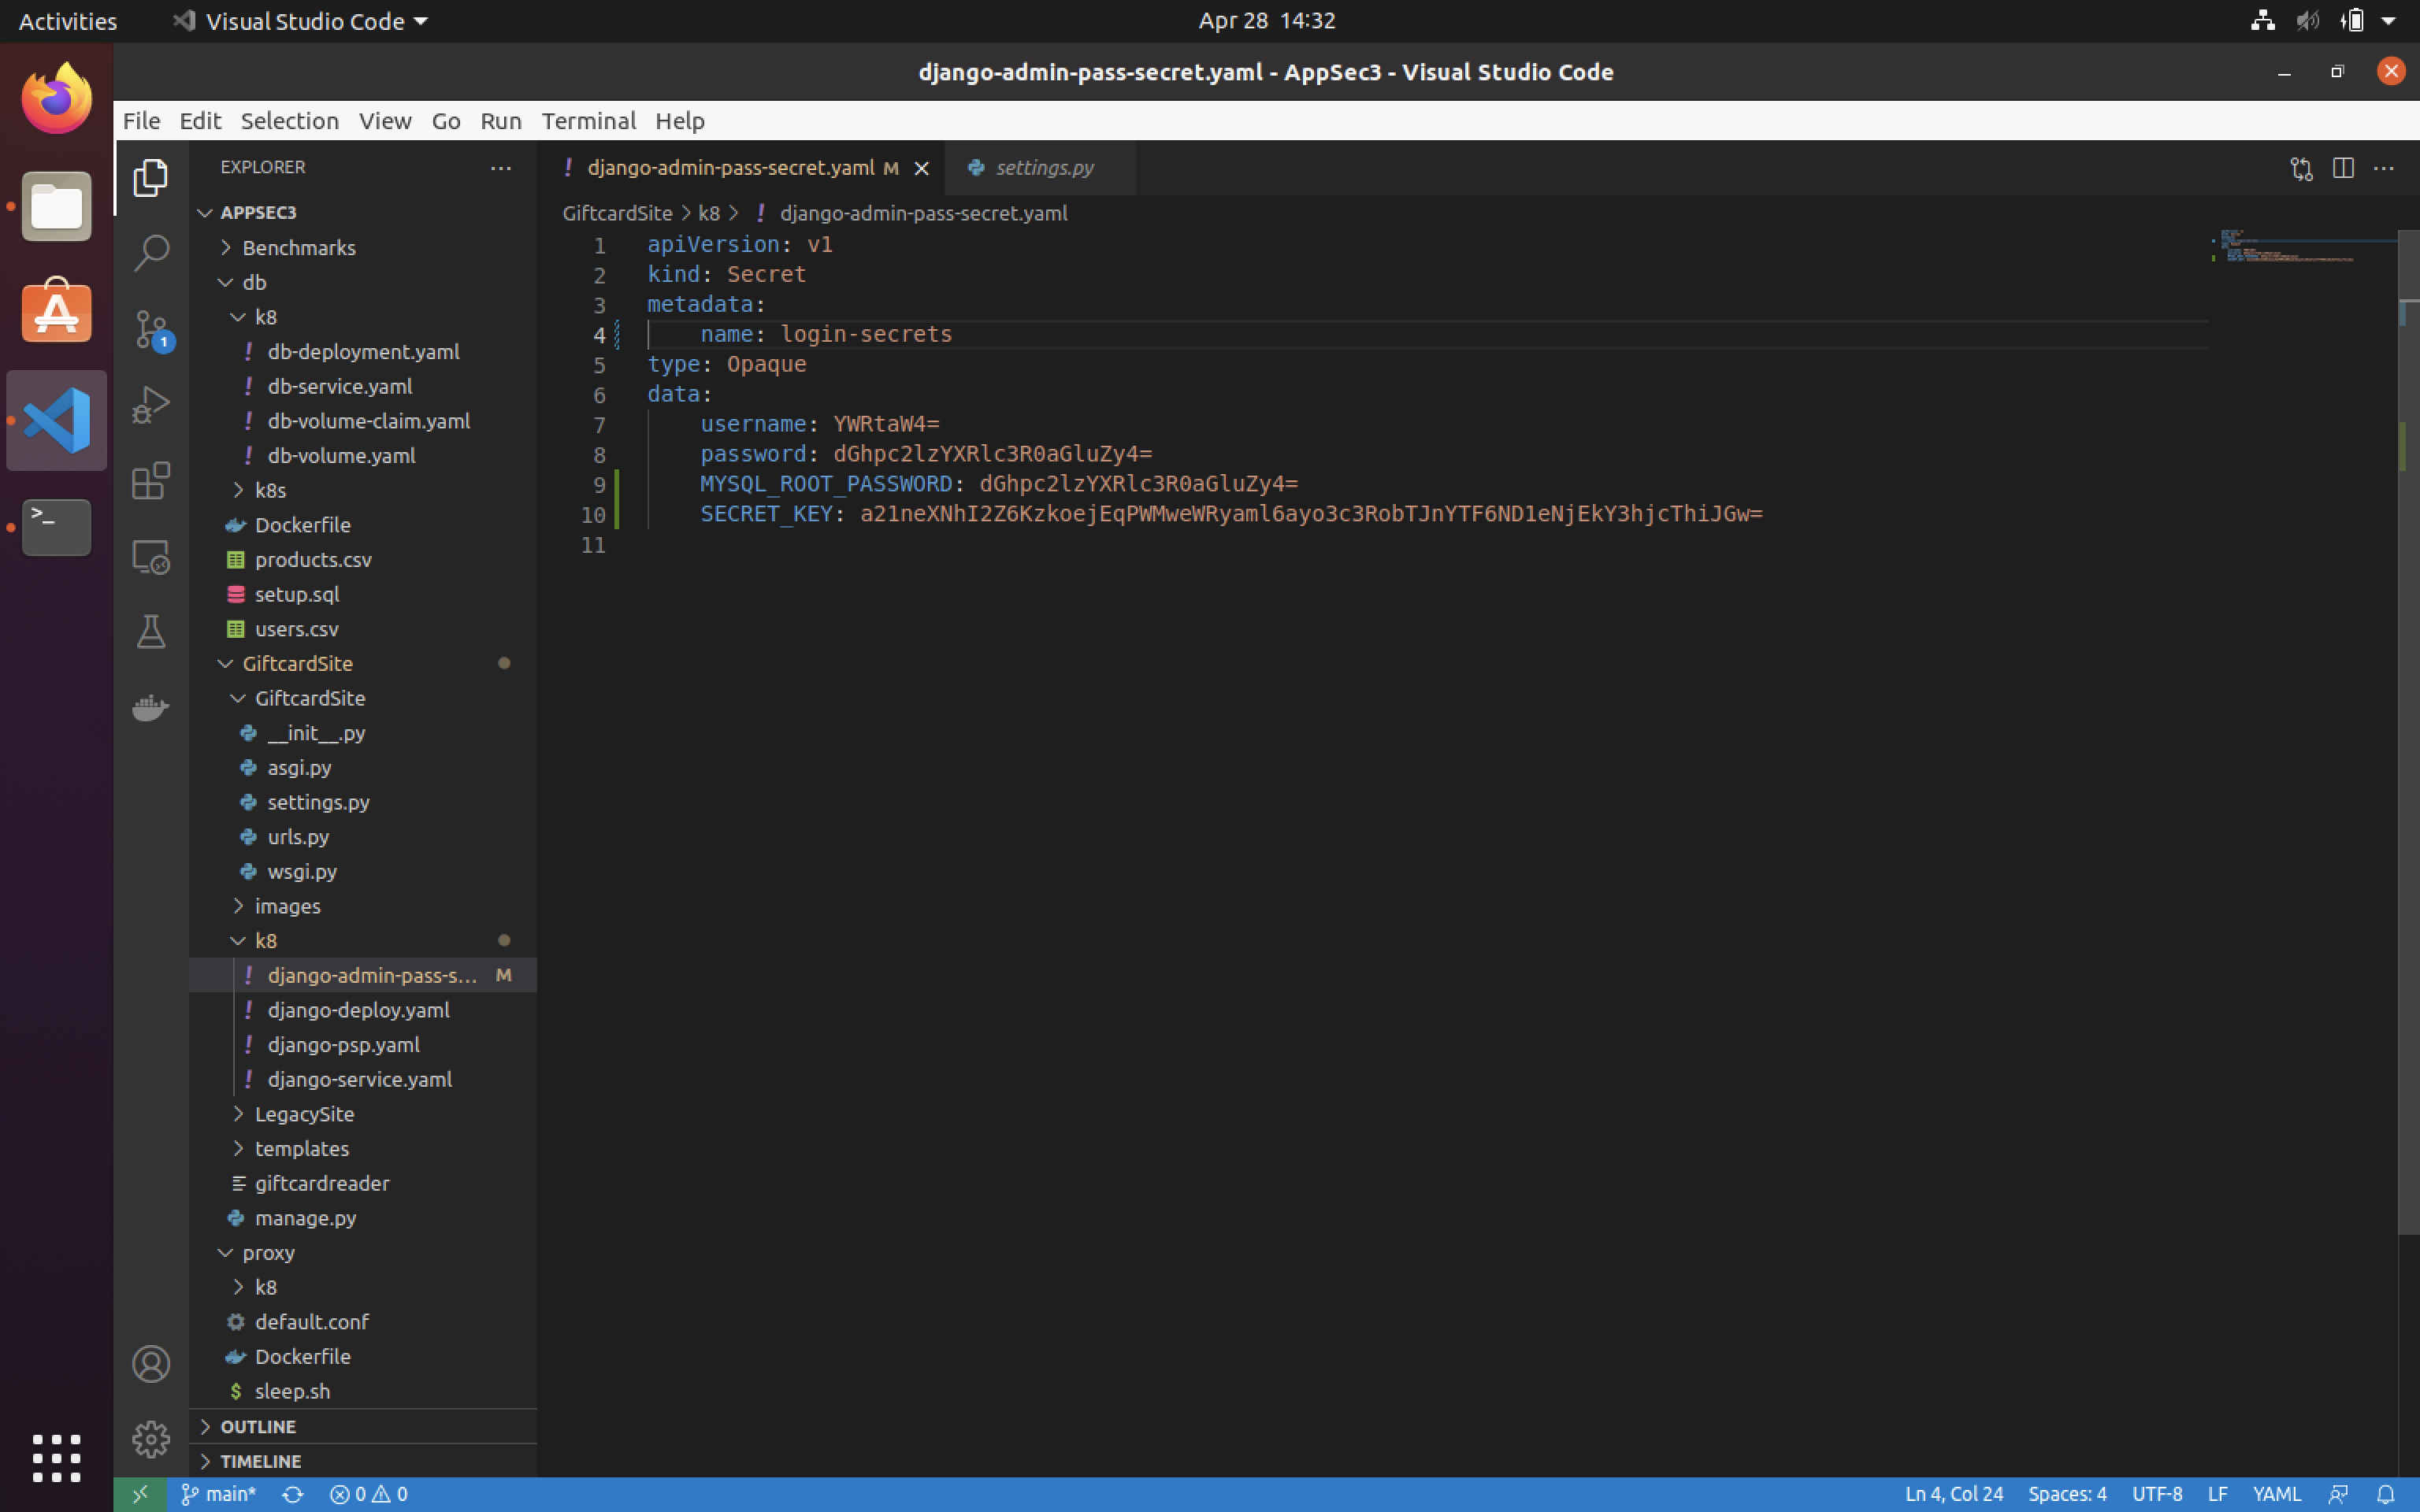 Activities
Visual Studio Code
Apr 28 14:32
django-admin-pass-secret.yaml - AppSec3 - Visual Studio Code
File Edit Selection View Go Run Terminal Help
EXPLORER
APPSEC3
Benchmarks
db
k8
! db-deployment.yaml
! db-service.yaml
! db-volume-claim.yaml
! db-volume.yaml
k8s
Dockerfile
products.csv
setup.sql
users.csv
GiftcardSite
GiftcardSite
__init__.py
asgi.py
settings.py
urls.py
wsgi.py
images
k8
! django-admin-pass-s... M
! django-deploy.yaml
! django-psp.yaml
! django-service.yaml
LegacySite
templates
giftcardreader
manage.py
proxy
k8
default.conf
Dockerfile
$ sleep.sh
OUTLINE
TIMELINE
1
! django-admin-pass-secret.yaml M
settings.py
GiftcardSite > k8 > ! django-admin-pass-secret.yaml
1 apiVersion: v1
2 kind: Secret
3 metadata:
4     name: login-secrets
5 type: Opaque
6 data:
7     username: YWRtaW4=
8     password: dGhpc2lzYXRlc3R0aGluZy4=
9     MYSQL_ROOT_PASSWORD: dGhpc2lzYXRlc3R0aGluZy4=
10     SECRET_KEY: a21neXNhI2Z6KzkoejEqPWMweWRyaml6ayo3c3RobTJnYTF6ND1eNjEkY3hjcThiJGw=
11
main* 0 0 Ln 4, Col 24 Spaces: 4 UTF-8 LF YAML